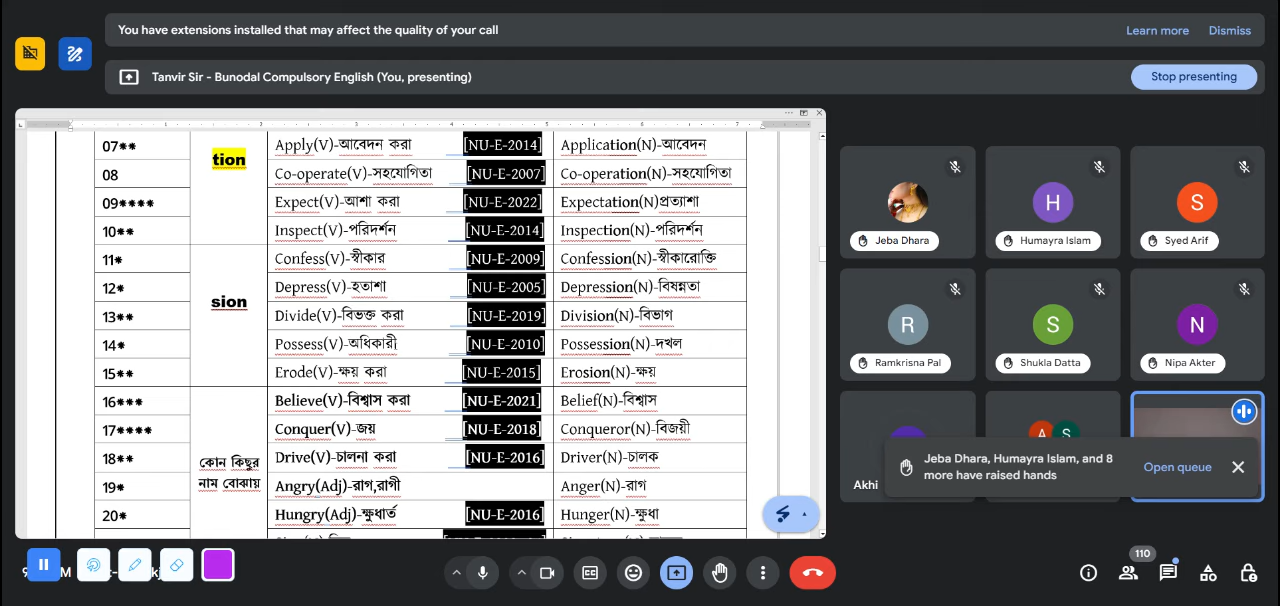 You have extensions installed that may affect the quality of your call
Learn more
Dismiss
Tanvir Sir - Bunodal Compulsory English (You, presenting)
Stop presenting
07** tion Apply(V)-আবেদন করা [NU-E-2014] Application(N)-আবেদন
08 Co-operate(V)-সহযোগিতা [NU-E-2007] Co-operation(N)-সহযোগিতা
09**** Expect(V)-আশা করা [NU-E-2022] Expectation(N)প্রত্যাশা
10** Inspect(V)-পরিদর্শন [NU-E-2014] Inspection(N)-পরিদর্শন
11* Confess(V)-স্বীকার [NU-E-2009] Confession(N)-স্বীকারোক্তি
12* sion Depress(V)-হতাশা [NU-E-2005] Depression(N)-বিষন্নতা
13** Divide(V)-বিভক্ত করা [NU-E-2019] Division(N)-বিভাগ
14* Possess(V)-অধিকারী [NU-E-2010] Possession(N)-দখল
15** Erode(V)-ক্ষয় করা [NU-E-2015] Erosion(N)-ক্ষয়
16*** Believe(V)-বিশ্বাস করা [NU-E-2021] Belief(N)-বিশ্বাস
17**** Conquer(V)-জয় [NU-E-2018] Conqueror(N)-বিজয়ী
18** কোন কিছুর Drive(V)-চালনা করা [NU-E-2016] Driver(N)-চালক
19* নাম বোঝায় Angry(Adj)-রাগ,রাগী Anger(N)-রাগ
20* Hungry(Adj)-ক্ষুধার্ত [NU-E-2016] Hunger(N)-ক্ষুধা
Jeba Dhara
H
Humayra Islam
S
Syed Arif
R
Ramkrisna Pal
S
Shukla Datta
N
Nipa Akter
A S
Akhi
Jeba Dhara, Humayra Islam, and 8
more have raised hands
Open queue
110